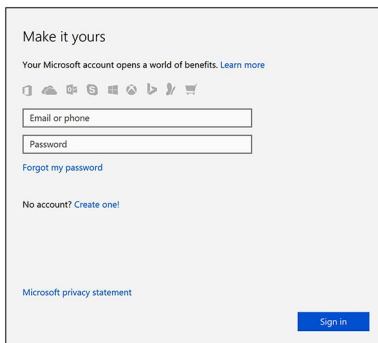 Make it yours
Your Microsoft account opens a world of benefits. Learn more
Email or phone
Password
Forgot my password
No account? Create one!
Microsoft privacy statement
Sign in